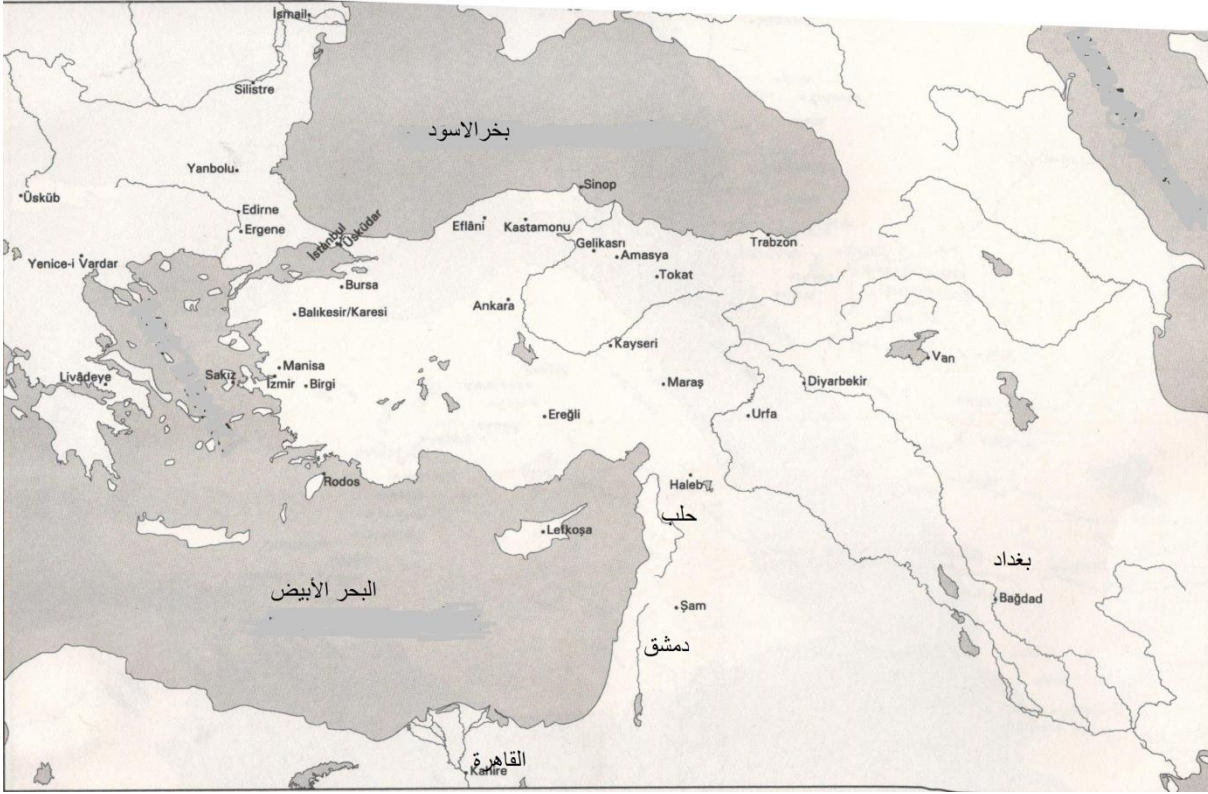 İsmail
Silistre
بخرالاسود
Yanbolu
Üsküb
Sinop
Edirne
Eflâni
Kastamonu
Ergene
İstanbul
Üsküdar
Gelikasrı
Trabzon
Amasya
Yenice-i Vardar
Tokat
Bursa
Ankara
Balıkesir/Karesi
Kayseri
Van
Manisa
Livâdeye
Sakız
İzmir
Birgi
Maraş
Diyarbekir
Ereğli
Urfa
Rodos
Haleb
حلب
Lefkoşa
بغداد
البحر الأبيض
Bağdad
Şam
دمشق
القاهرة
Kahire